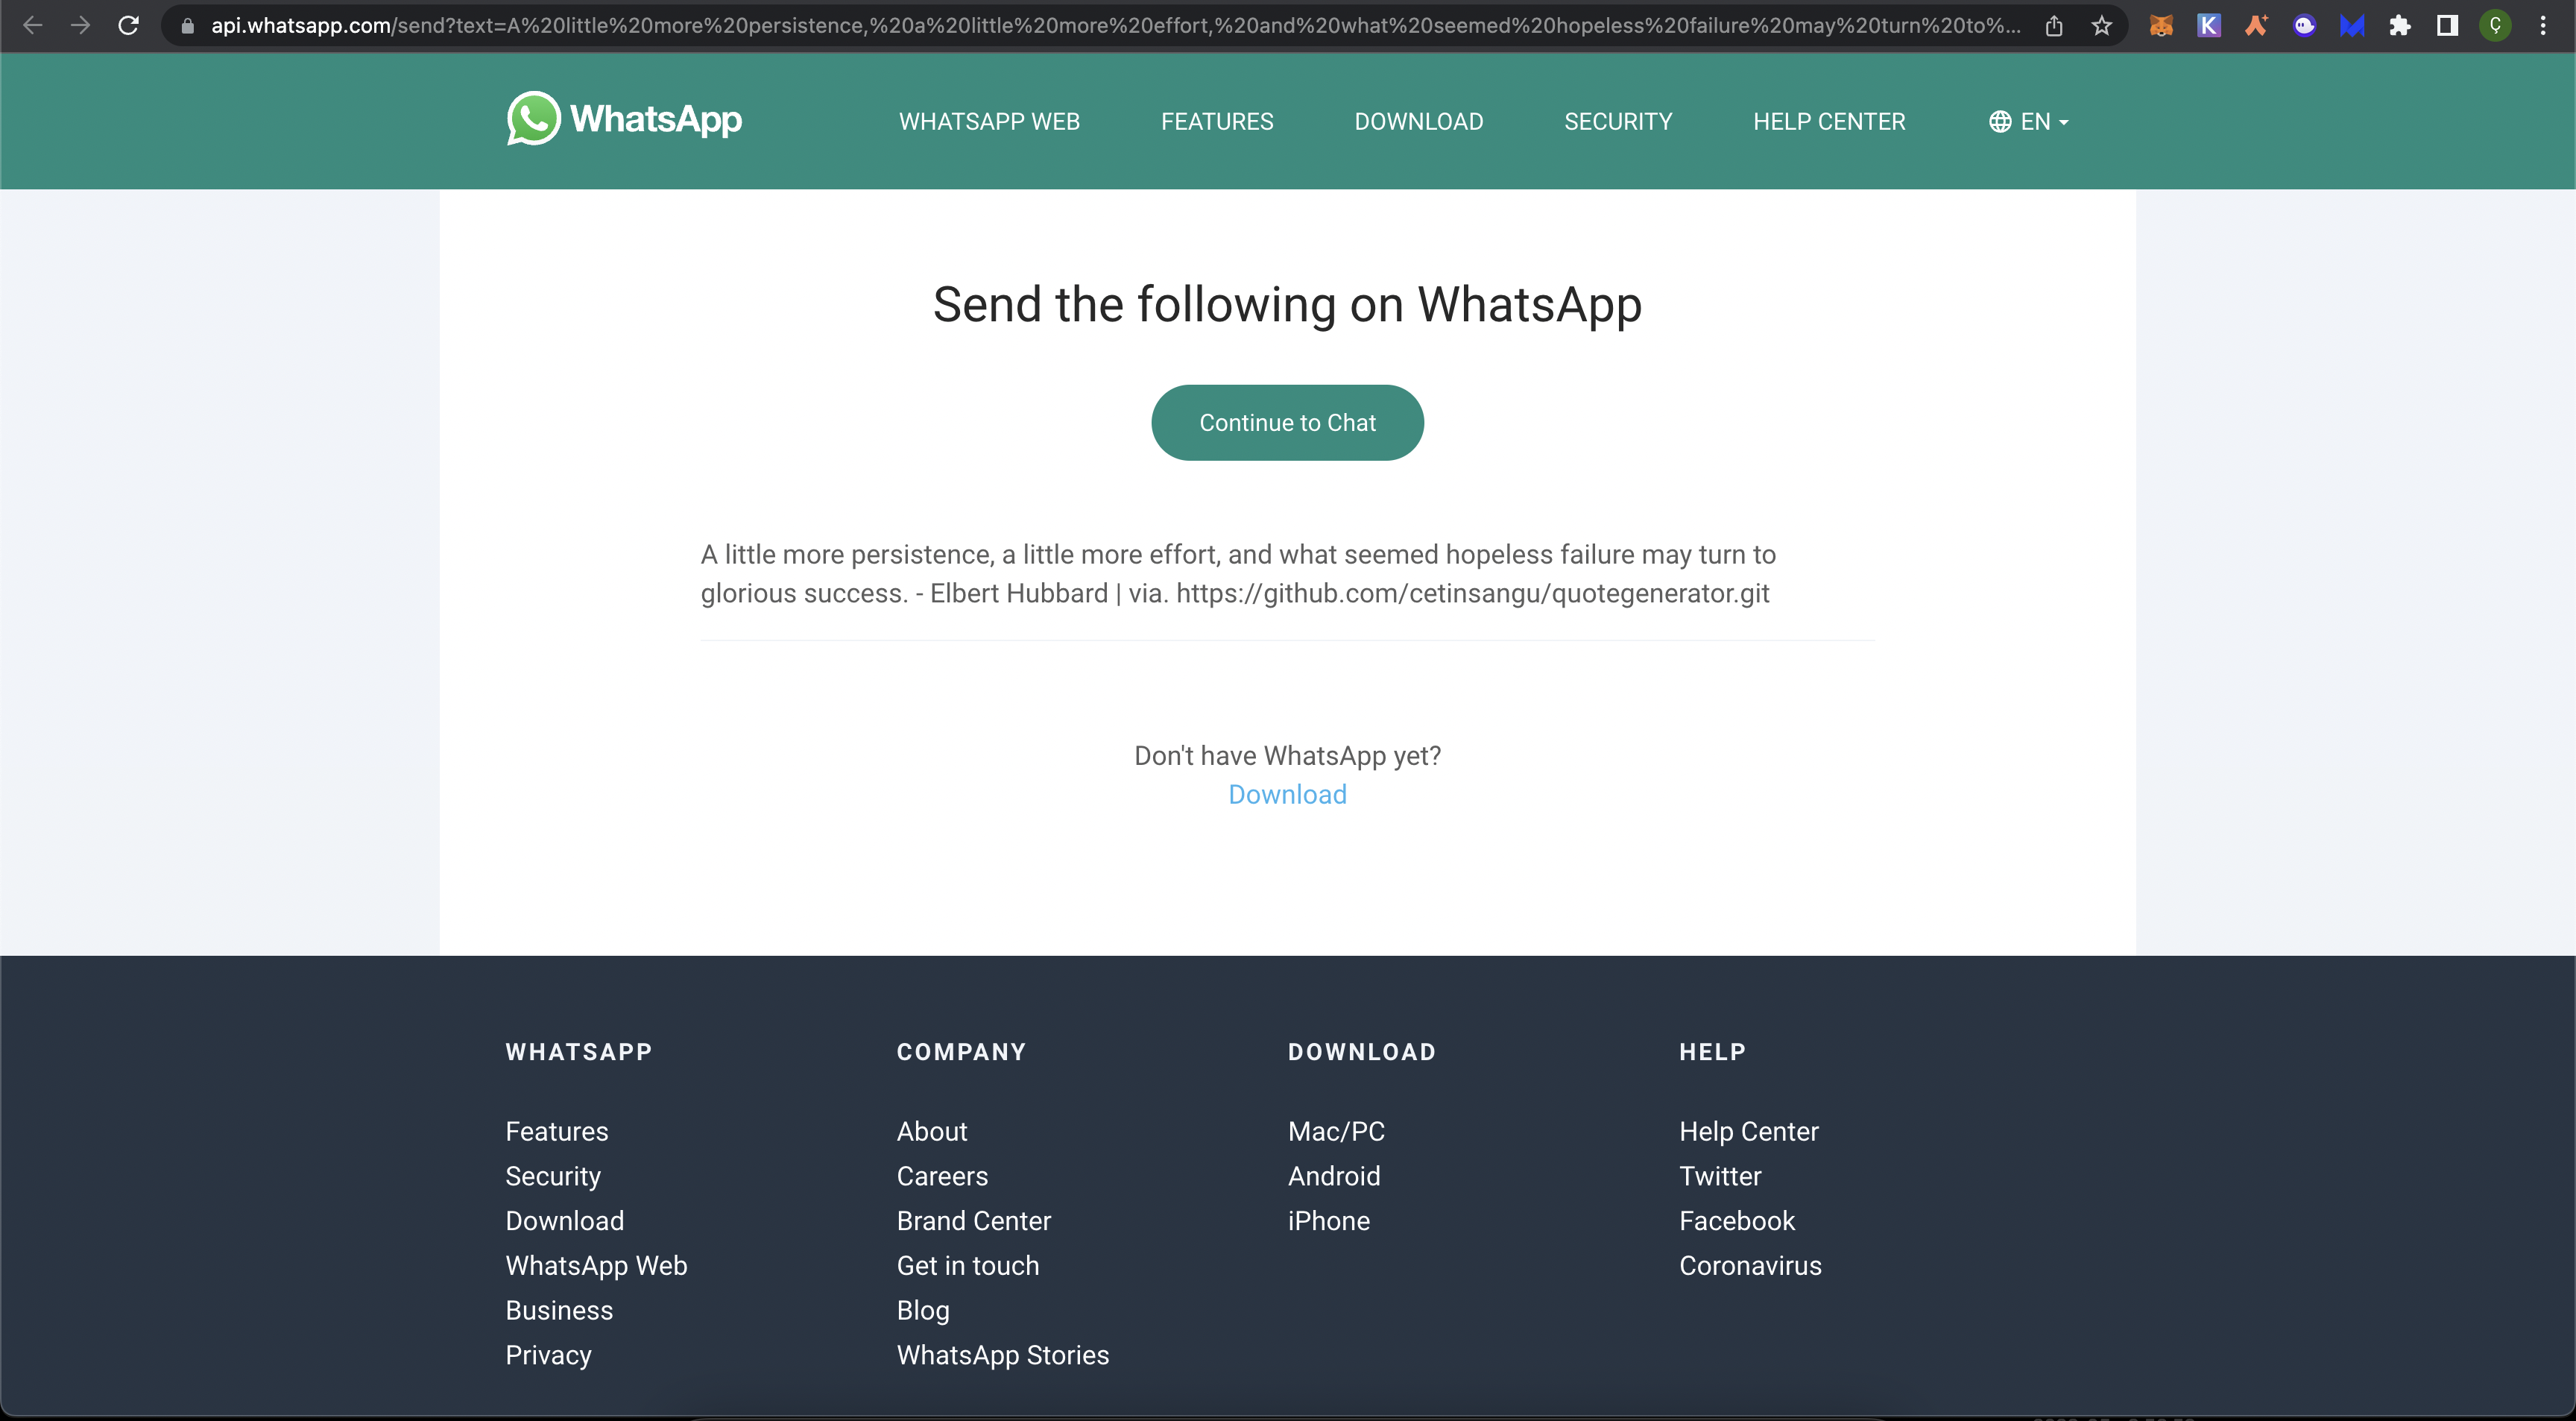 api.whatsapp.com/send?text=A%20little%20more%20persistence,%20a%20little%20more%20effort,%20and%20what%20seemed%20hopeless%20failure%20may%20turn%20to%...
K
Ç
WhatsApp
WHATSAPP WEB
FEATURES
DOWNLOAD
SECURITY
HELP CENTER
EN
Send the following on WhatsApp
Continue to Chat
A little more persistence, a little more effort, and what seemed hopeless failure may turn to
glorious success. - Elbert Hubbard | via. https://github.com/cetinsangu/quotegenerator.git
Don't have WhatsApp yet?
Download
WHATSAPP
Features
Security
Download
WhatsApp Web
Business
Privacy
COMPANY
About
Careers
Brand Center
Get in touch
Blog
WhatsApp Stories
DOWNLOAD
Mac/PC
Android
iPhone
HELP
Help Center
Twitter
Facebook
Coronavirus